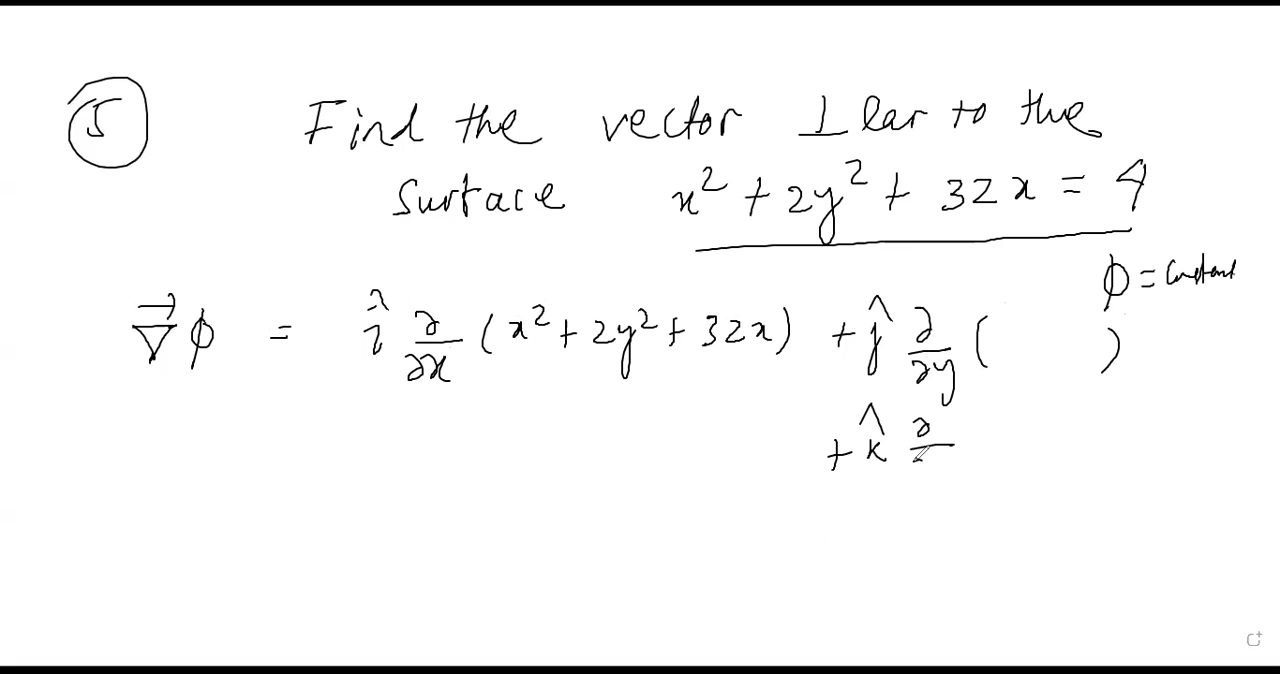 ⑤ Find the vector ⊥lar to the
surface x² + 2y² + 3zx = 4
ϕ = constant
∇⃗ϕ = î ∂/∂x (x² + 2y² + 3zx) + ĵ ∂/∂y ( )
+ k̂ ∂/